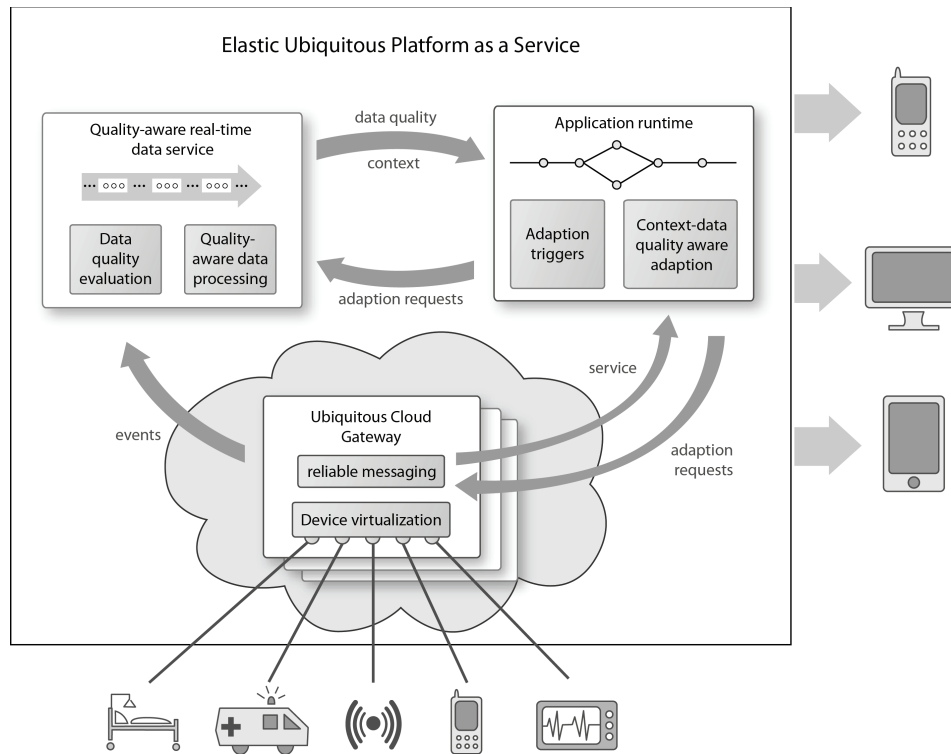 Elastic Ubiquitous Platform as a Service
Quality-aware real-time
data service
Data
quality
evaluation
Quality-
aware data
processing
data quality
context
adaption requests
Application runtime
Adaption
triggers
Context-data
quality aware
adaption
events
service
adaption
requests
Ubiquitous Cloud
Gateway
reliable messaging
Device virtualization